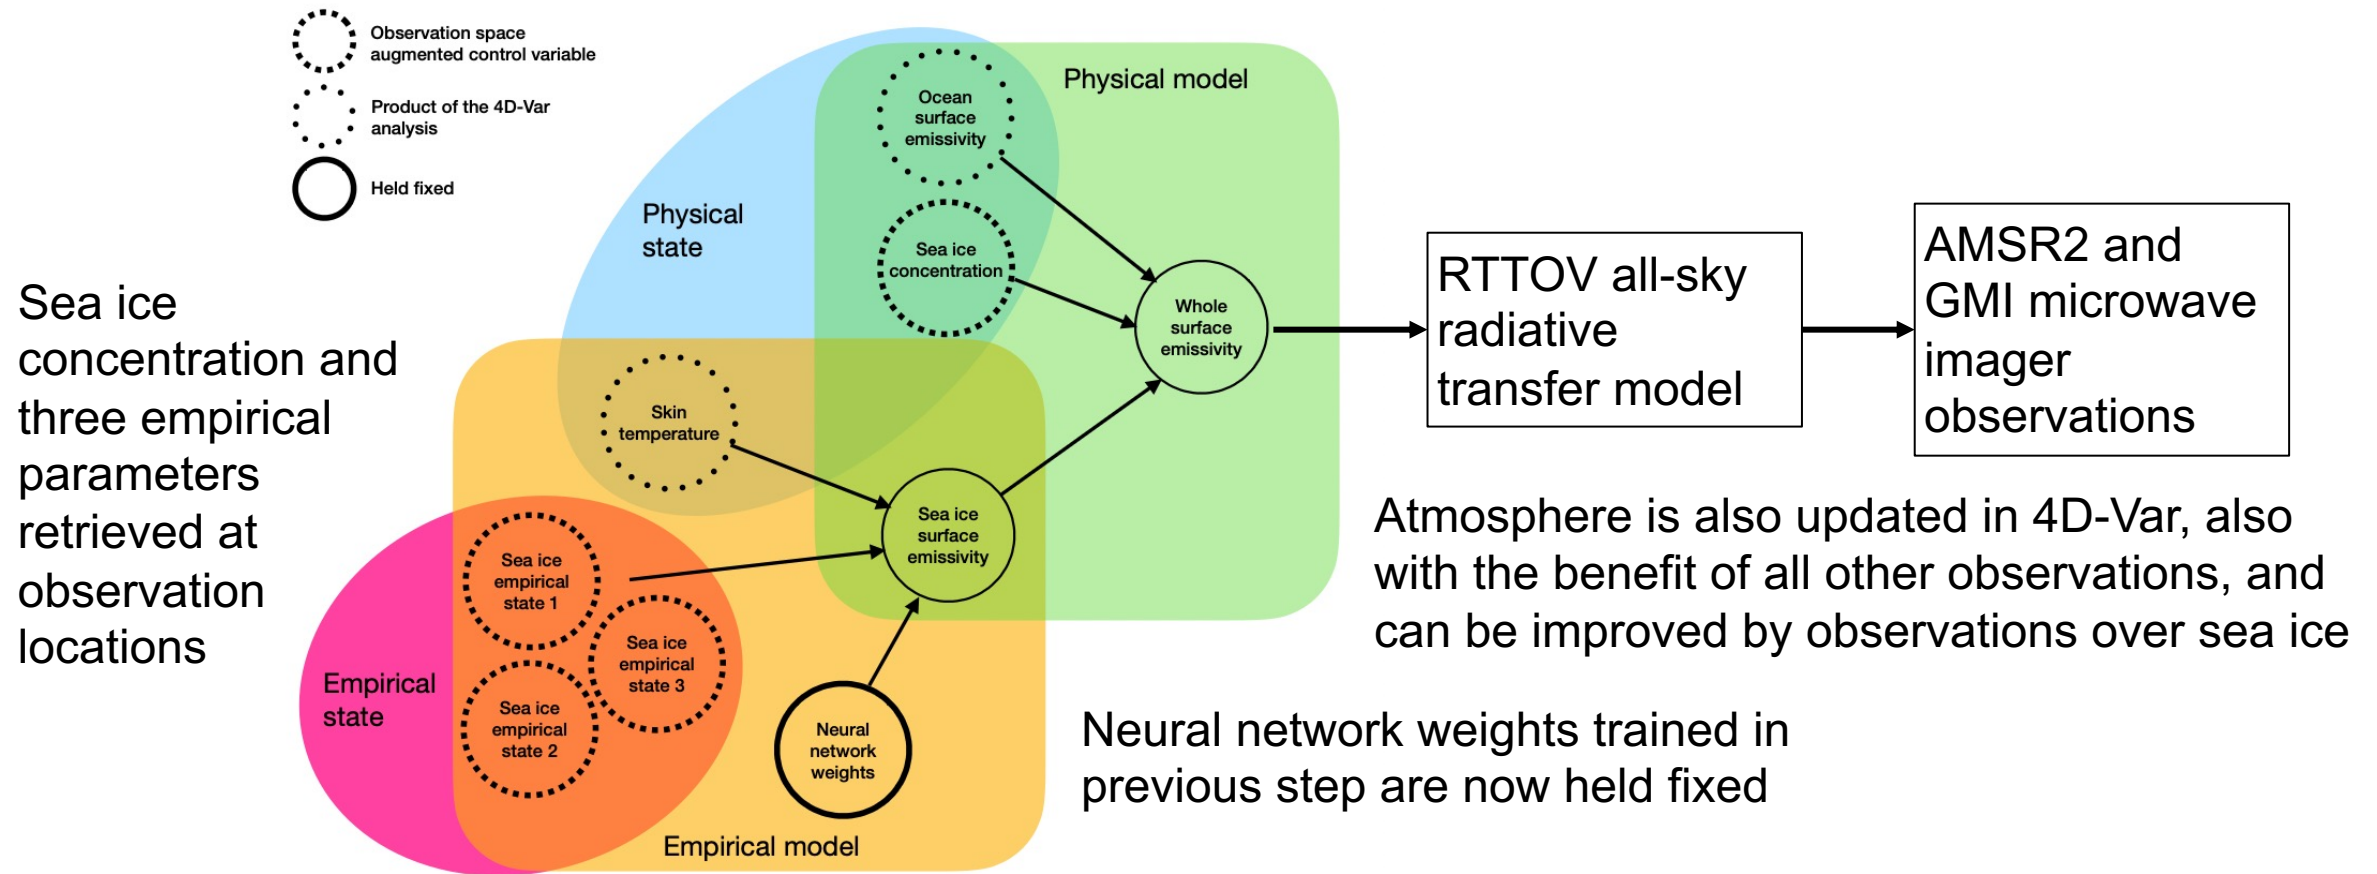 Observation space
augmented control variable
Product of the 4D-Var
analysis
Held fixed
Sea ice
concentration and
three empirical
parameters
retrieved at
observation
locations
Physical
state
Physical model
Ocean
surface
emissivity
Sea ice
concentration
Whole
surface
emissivity
Skin
temperature
Sea ice
surface
emissivity
Sea ice
empirical
state 1
Sea ice
empirical
state 3
Sea ice
empirical
state 2
Empirical
state
Neural
network
weights
Empirical model
RTTOV all-sky
radiative
transfer model
AMSR2 and
GMI microwave
imager
observations
Atmosphere is also updated in 4D-Var, also
with the benefit of all other observations, and
can be improved by observations over sea ice
Neural network weights trained in
previous step are now held fixed